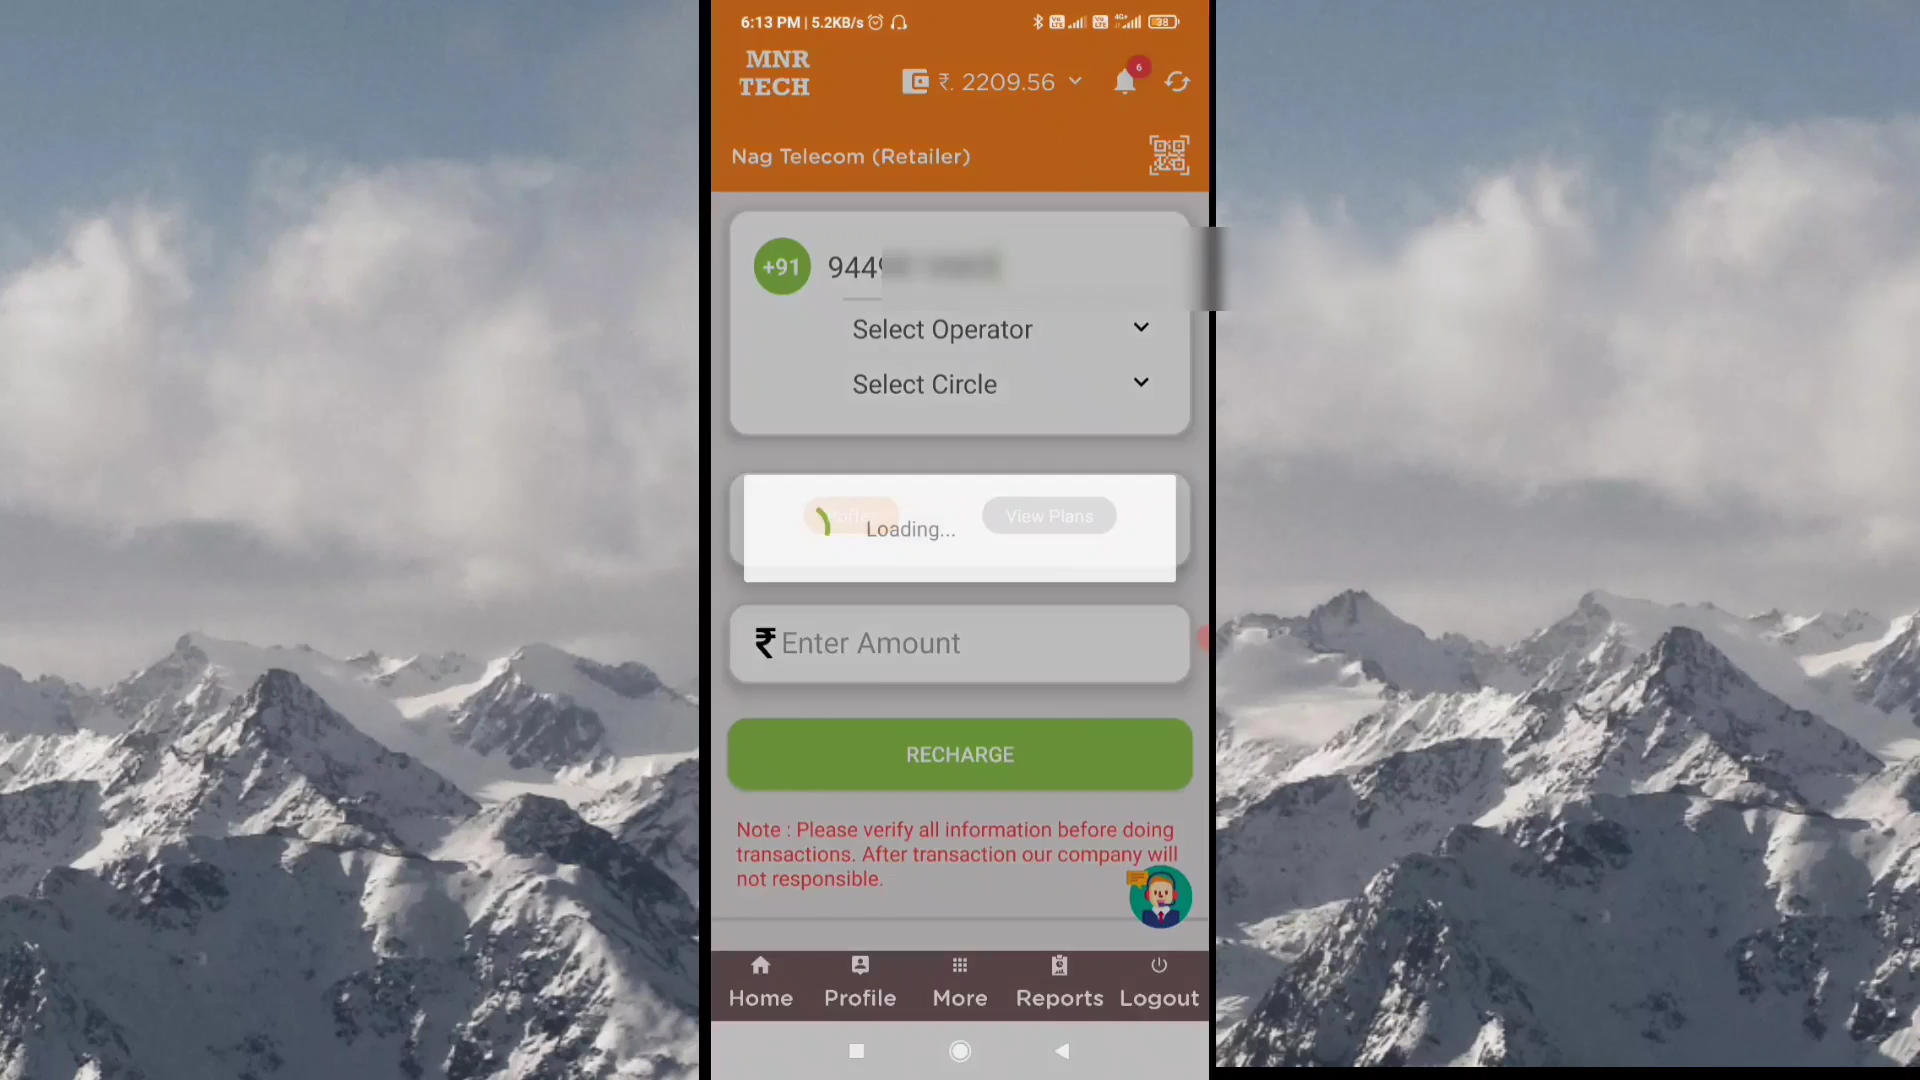 6:13 PM | 5.2KB/s
38
MNR
TECH
₹. 2209.56
6
Nag Telecom (Retailer)
+91
944
Select Operator
Select Circle
View Plans
Loading...
₹ Enter Amount
RECHARGE
Note : Please verify all information before doing
transactions. After transaction our company will
not responsible.
Home
Profile
More
Reports
Logout